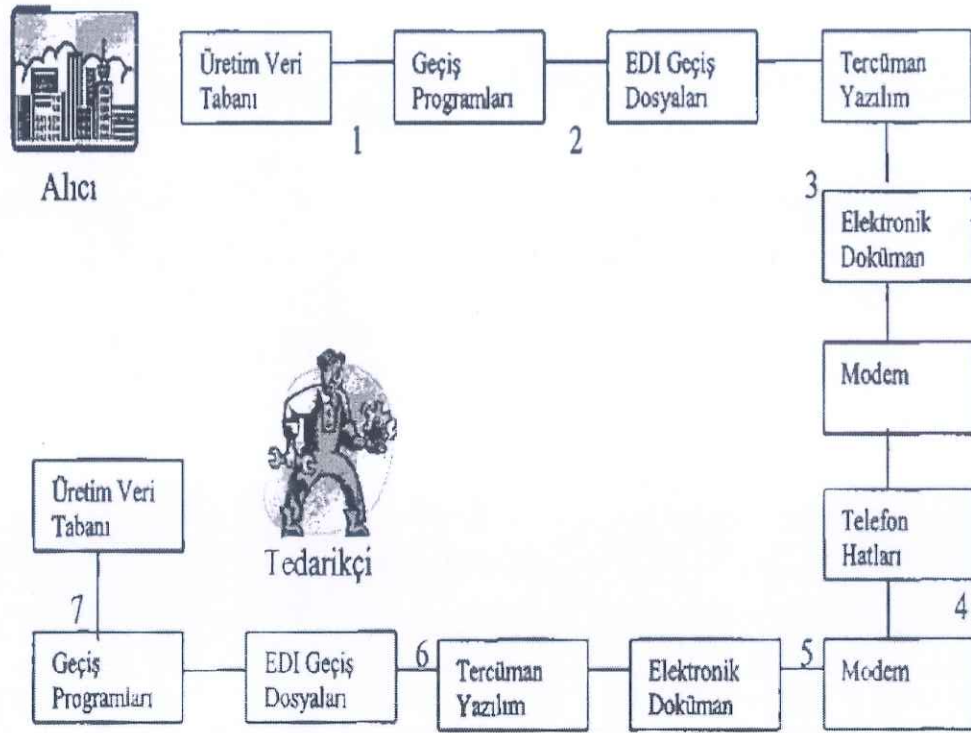 Üretim Veri
Tabanı
Geçiş
Programları
EDI Geçiş
Dosyaları
Tercüman
Yazılım
1
2
Alıcı
3
Elektronik
Doküman
Modem
Telefon
Hatları
4
Üretim Veri
Tabanı
Tedarikçi
7
Geçiş
Programları
EDI Geçiş
Dosyaları
6
Tercüman
Yazılım
Elektronik
Doküman
5
Modem